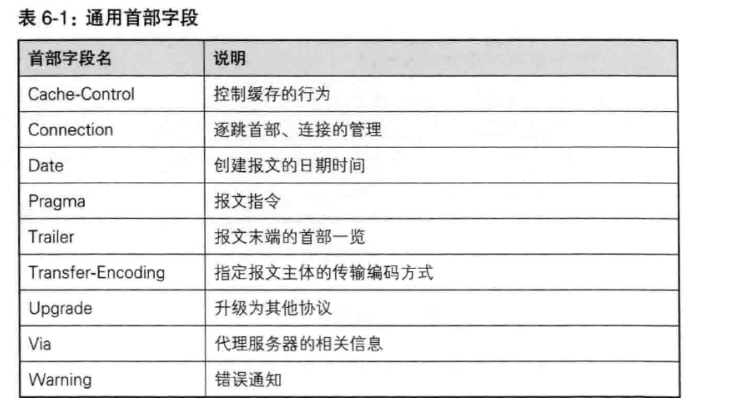 表 6-1：通用首部字段
首部字段名 说明
Cache-Control 控制缓存的行为
Connection 逐跳首部、连接的管理
Date 创建报文的日期时间
Pragma 报文指令
Trailer 报文末端的首部一览
Transfer-Encoding 指定报文主体的传输编码方式
Upgrade 升级为其他协议
Via 代理服务器的相关信息
Warning 错误通知